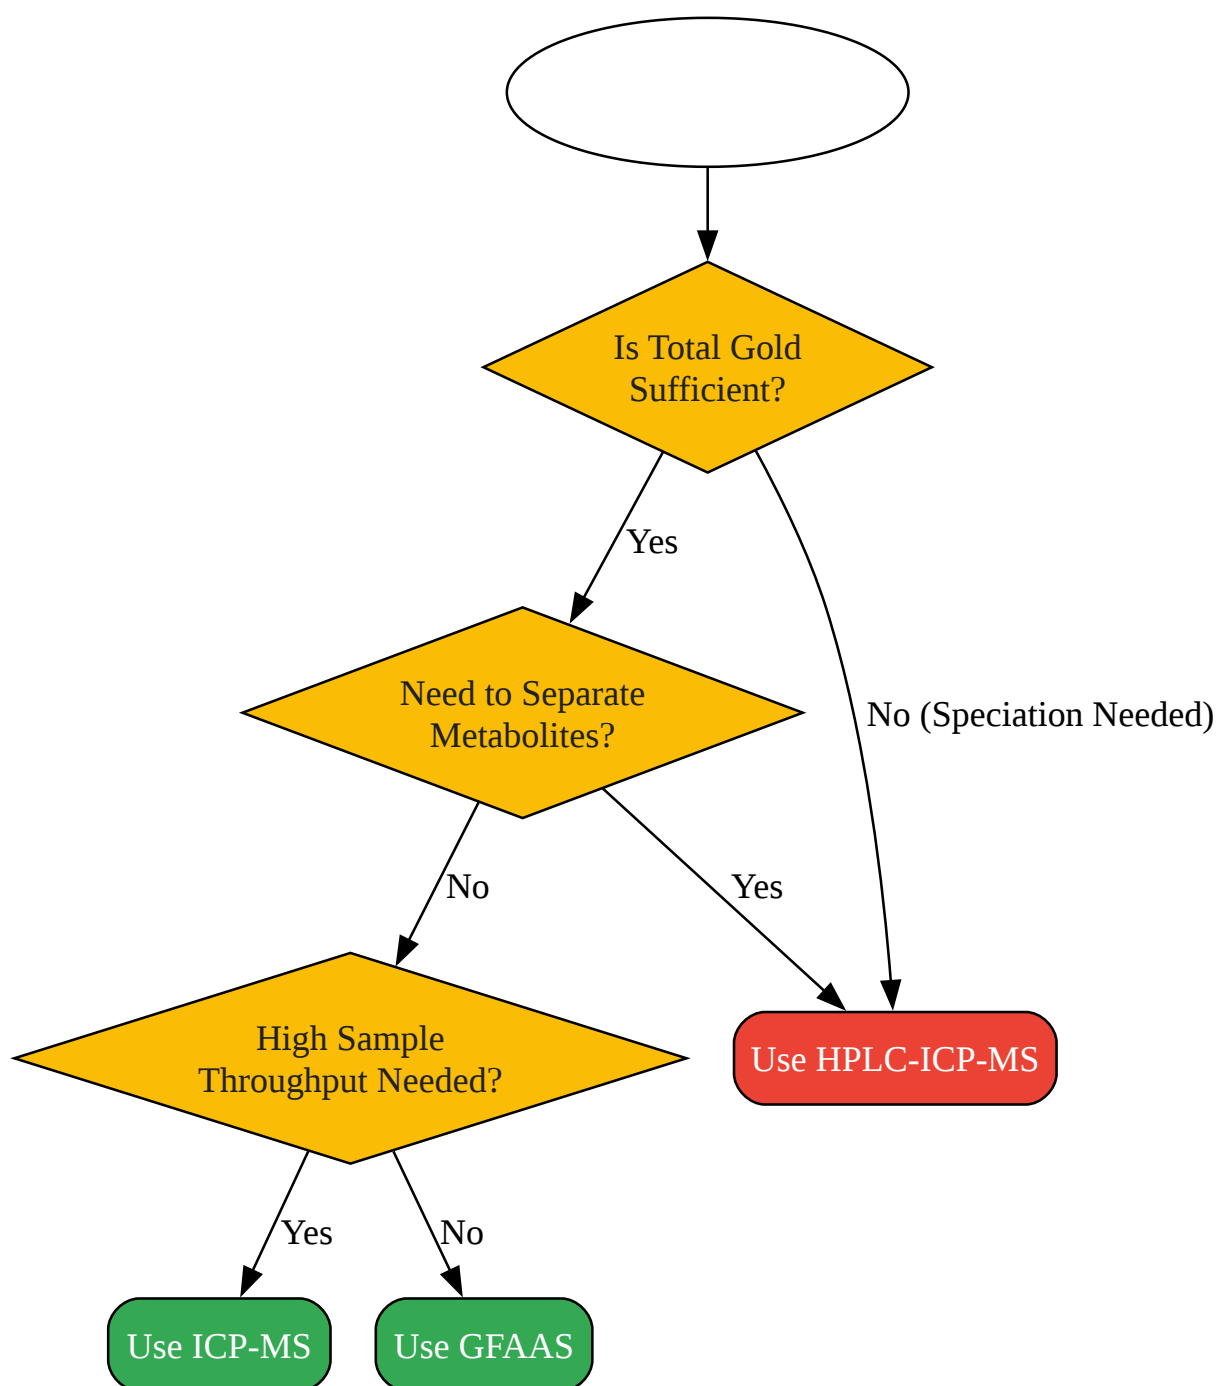 Is Total Gold
Sufficient?
Yes
Need to Separate
Metabolites?
No (Speciation Needed)
No
Yes
High Sample
Throughput Needed?
Use HPLC-ICP-MS
Yes
No
Use ICP-MS
Use GFAAS